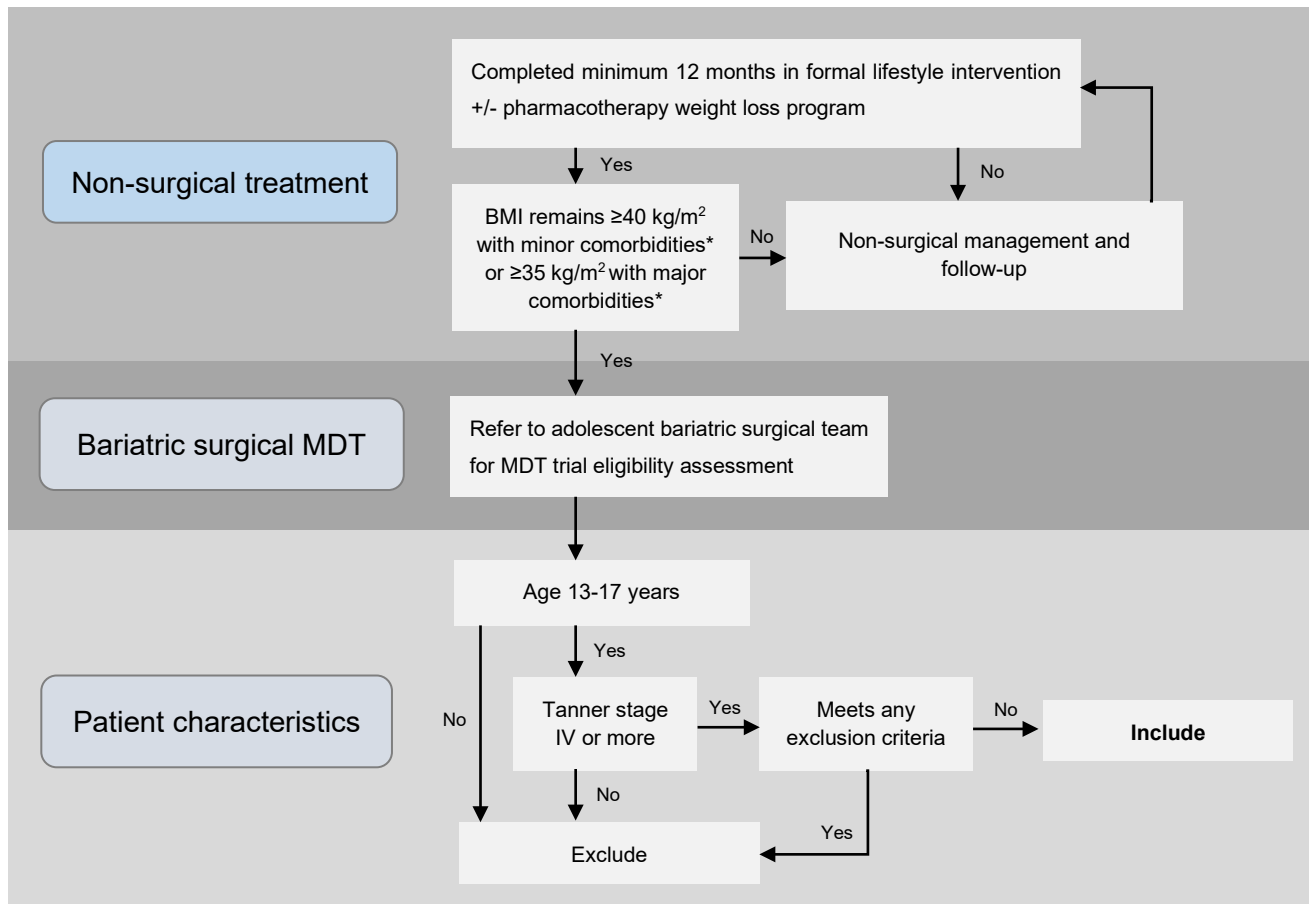 Completed minimum 12 months in formal lifestyle intervention
+/- pharmacotherapy weight loss program
Non-surgical treatment
Yes
No
BMI remains ≥40 kg/m²
with minor comorbidities*
or ≥35 kg/m² with major
comorbidities*
No
Non-surgical management and
follow-up
Yes
Bariatric surgical MDT
Refer to adolescent bariatric surgical team
for MDT trial eligibility assessment
Age 13-17 years
Yes
Patient characteristics
No
Tanner stage
IV or more
Yes
Meets any
exclusion criteria
No
Include
No
Yes
Exclude